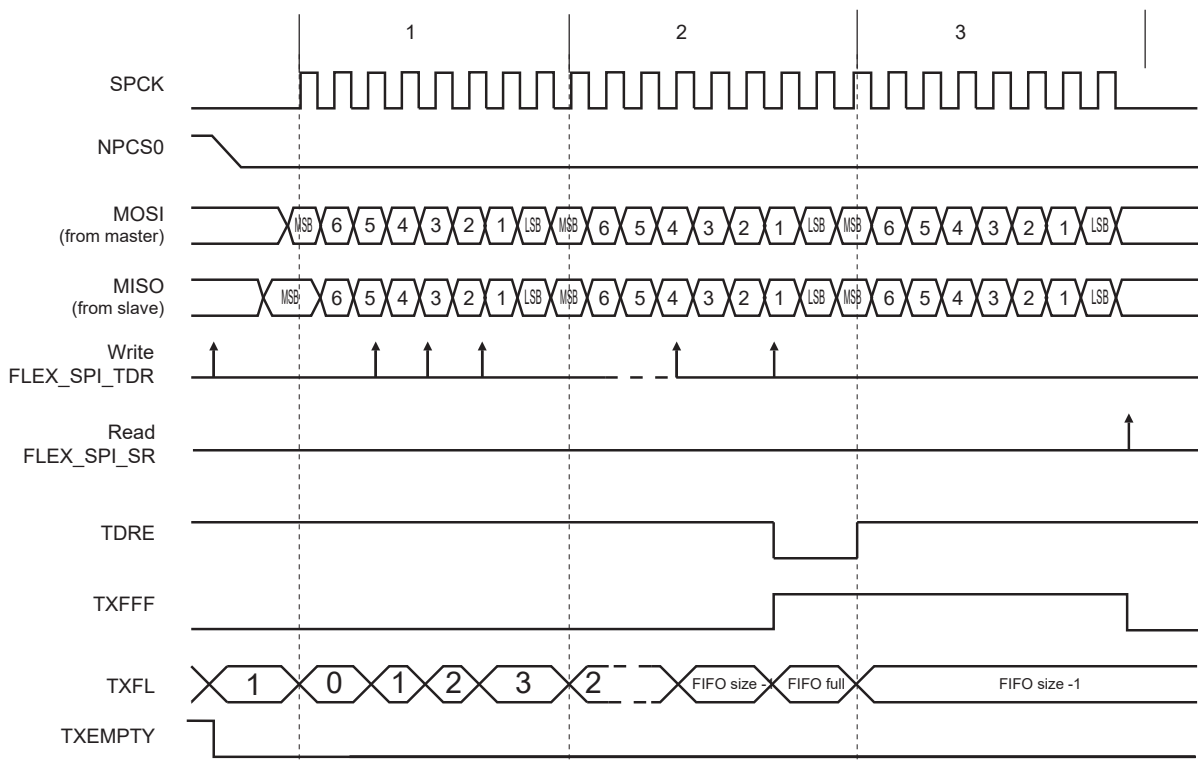 1 2 3
SPCK
NPCS0
MOSI
(from master)
MSB 6 5 4 3 2 1 LSB MSB 6 5 4 3 2 1 LSB MSB 6 5 4 3 2 1 LSB
MISO
(from slave)
MSB 6 5 4 3 2 1 LSB MSB 6 5 4 3 2 1 LSB MSB 6 5 4 3 2 1 LSB
Write
FLEX_SPI_TDR
Read
FLEX_SPI_SR
TDRE
TXFFF
TXFL
1 0 1 2 3 2 FIFO size -1 FIFO full FIFO size -1
TXEMPTY